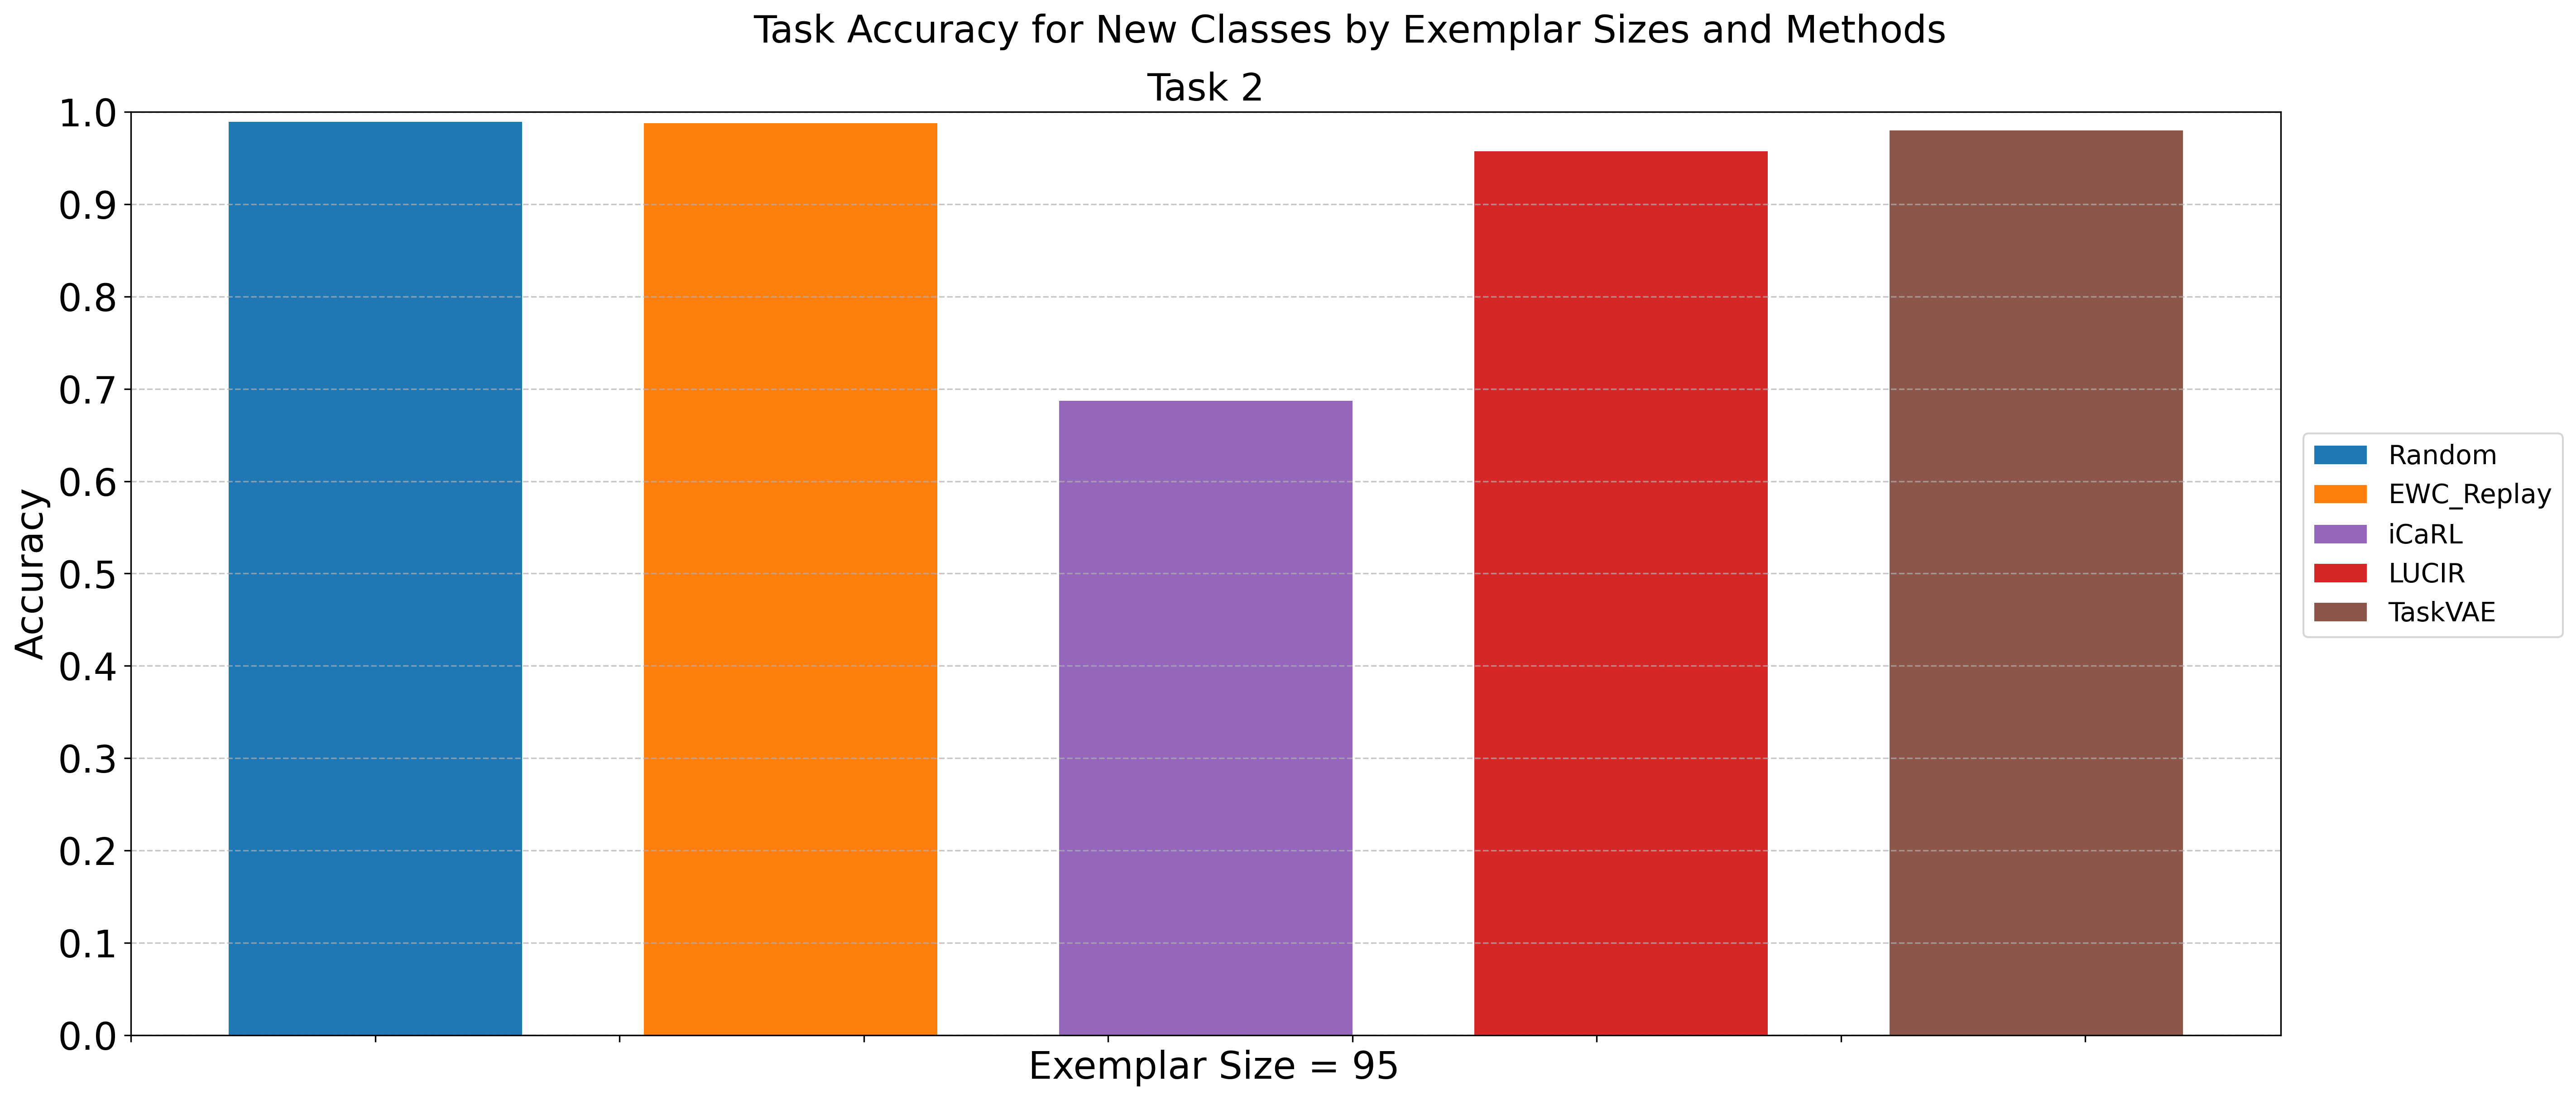 Task Accuracy for New Classes by Exemplar Sizes and Methods
Task 2
1.0
0.9
0.8
0.7
0.6
0.5
0.4
0.3
0.2
0.1
0.0
Accuracy
Exemplar Size = 95
Random
EWC_Replay
iCaRL
LUCIR
TaskVAE